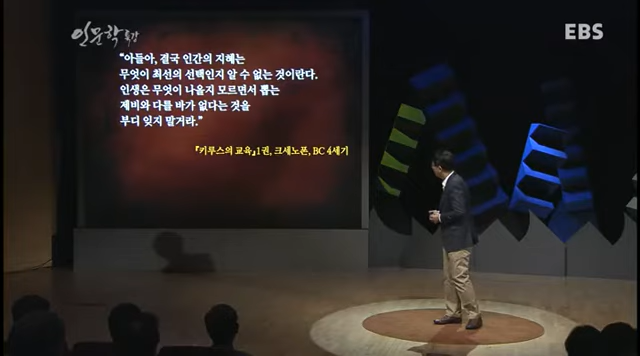 인문학 특강
EBS
“아들아, 결국 인간의 지혜는
무엇이 최선의 선택인지 알 수 없는 것이란다.
인생은 무엇이 나올지 모르면서 뽑는
제비와 다를 바가 없다는 것을
부디 잊지 말거라.”
『키루스의 교육』1권, 크세노폰, BC 4세기